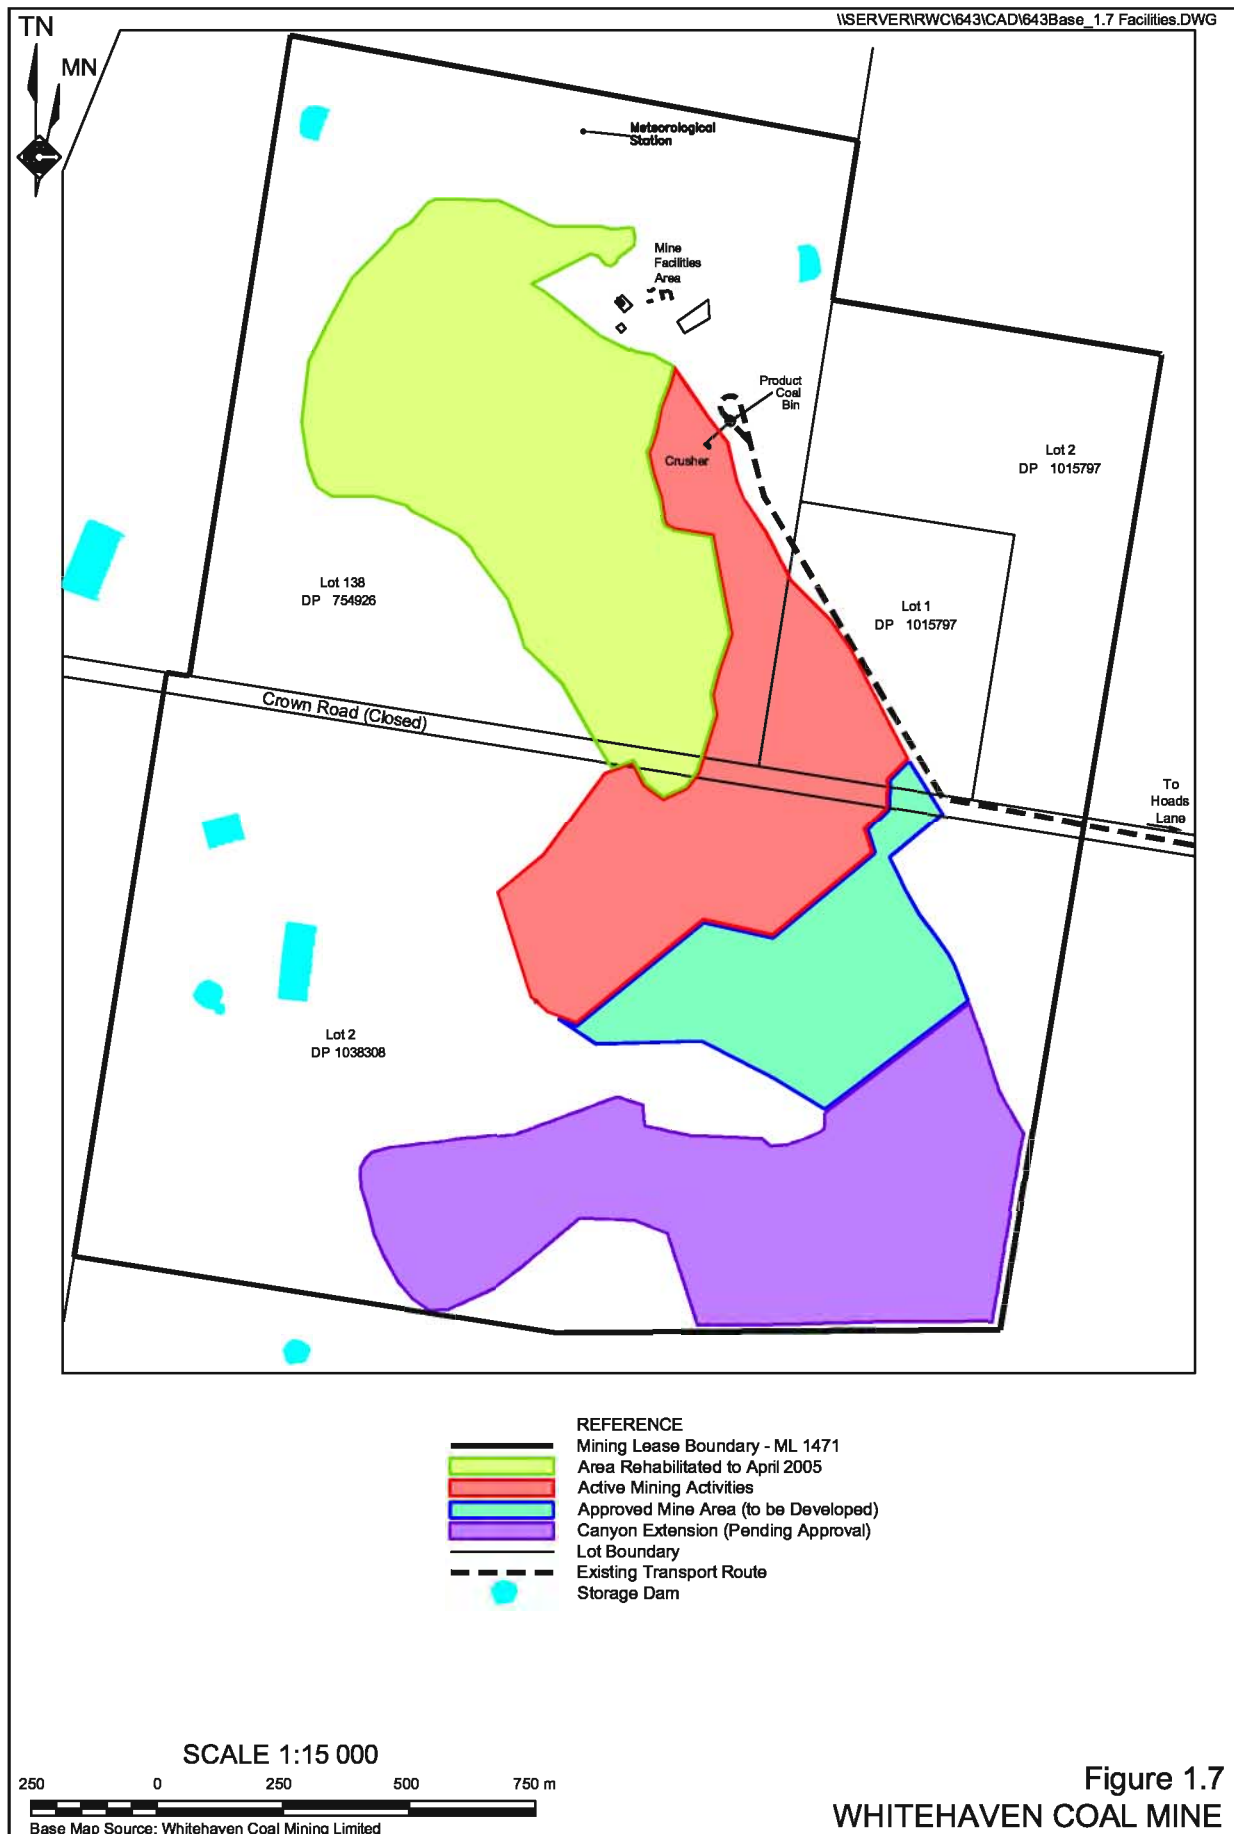 \\SERVER\RWC\643\CAD\643Base_1.7 Facilities.DWG
TN
MN
Meteorological
Station
Mine
Facilities
Area
Product
Coal
Bin
Crusher
Lot 2
DP 1015797
Lot 138
DP 754926
Lot 1
DP 1015797
Crown Road (Closed)
To
Hoads
Lane
Lot 2
DP 1038308
REFERENCE
Mining Lease Boundary - ML 1471
Area Rehabilitated to April 2005
Active Mining Activities
Approved Mine Area (to be Developed)
Canyon Extension (Pending Approval)
Lot Boundary
Existing Transport Route
Storage Dam
SCALE 1:15 000
250 0 250 500 750 m
Base Map Source: Whitehaven Coal Mining Limited
Figure 1.7
WHITEHAVEN COAL MINE